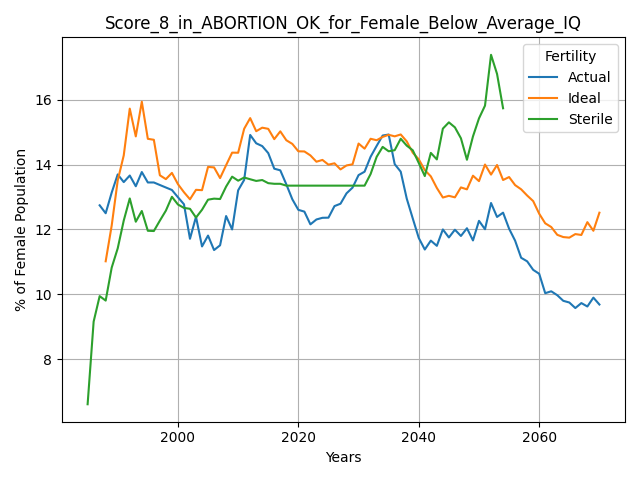 Score_8_in_ABORTION_OK_for_Female_Below_Average_IQ
Fertility
Actual
Ideal
Sterile
% of Female Population
16
14
12
10
8
2000 2020 2040 2060
Years